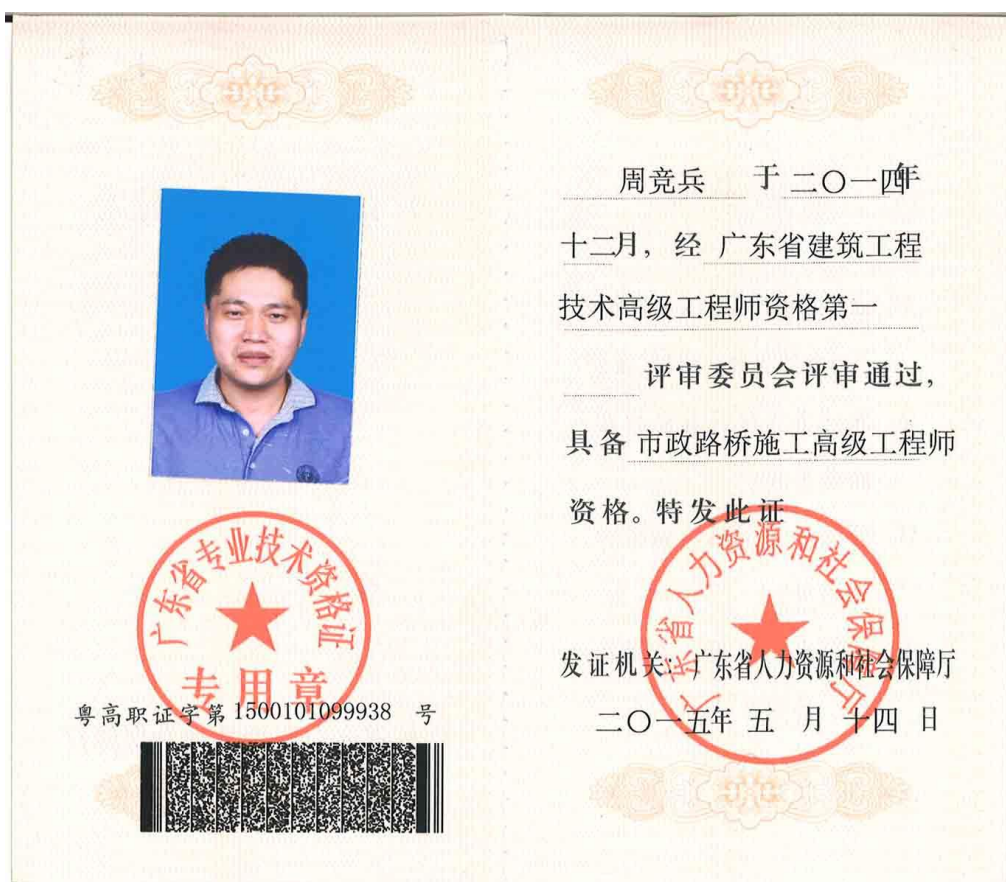 广东省专业技术资格证
专用章
粤高职证字第 1500101099938 号
周竞兵 于 二〇一四年
十二月，经 广东省建筑工程
技术高级工程师资格第一
评审委员会评审通过，
具备 市政路桥施工高级工程师
资格。特发此证
广东省人力资源和社会保障厅
发证机关：广东省人力资源和社会保障厅
二〇一五年 五 月 十四 日